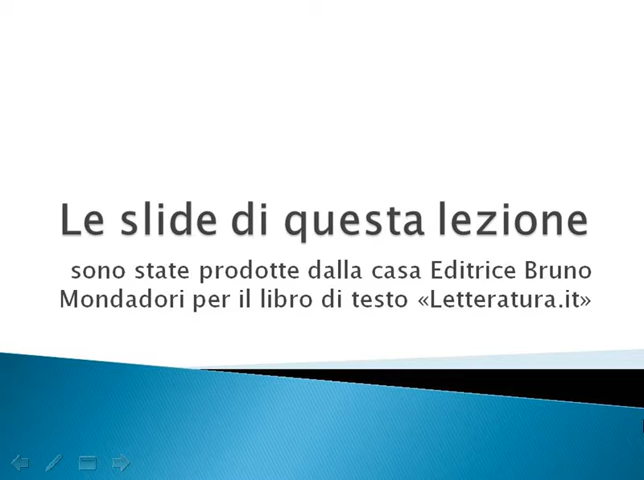 Le slide di questa lezione
sono state prodotte dalla casa Editrice Bruno
Mondadori per il libro di testo «Letteratura.it»